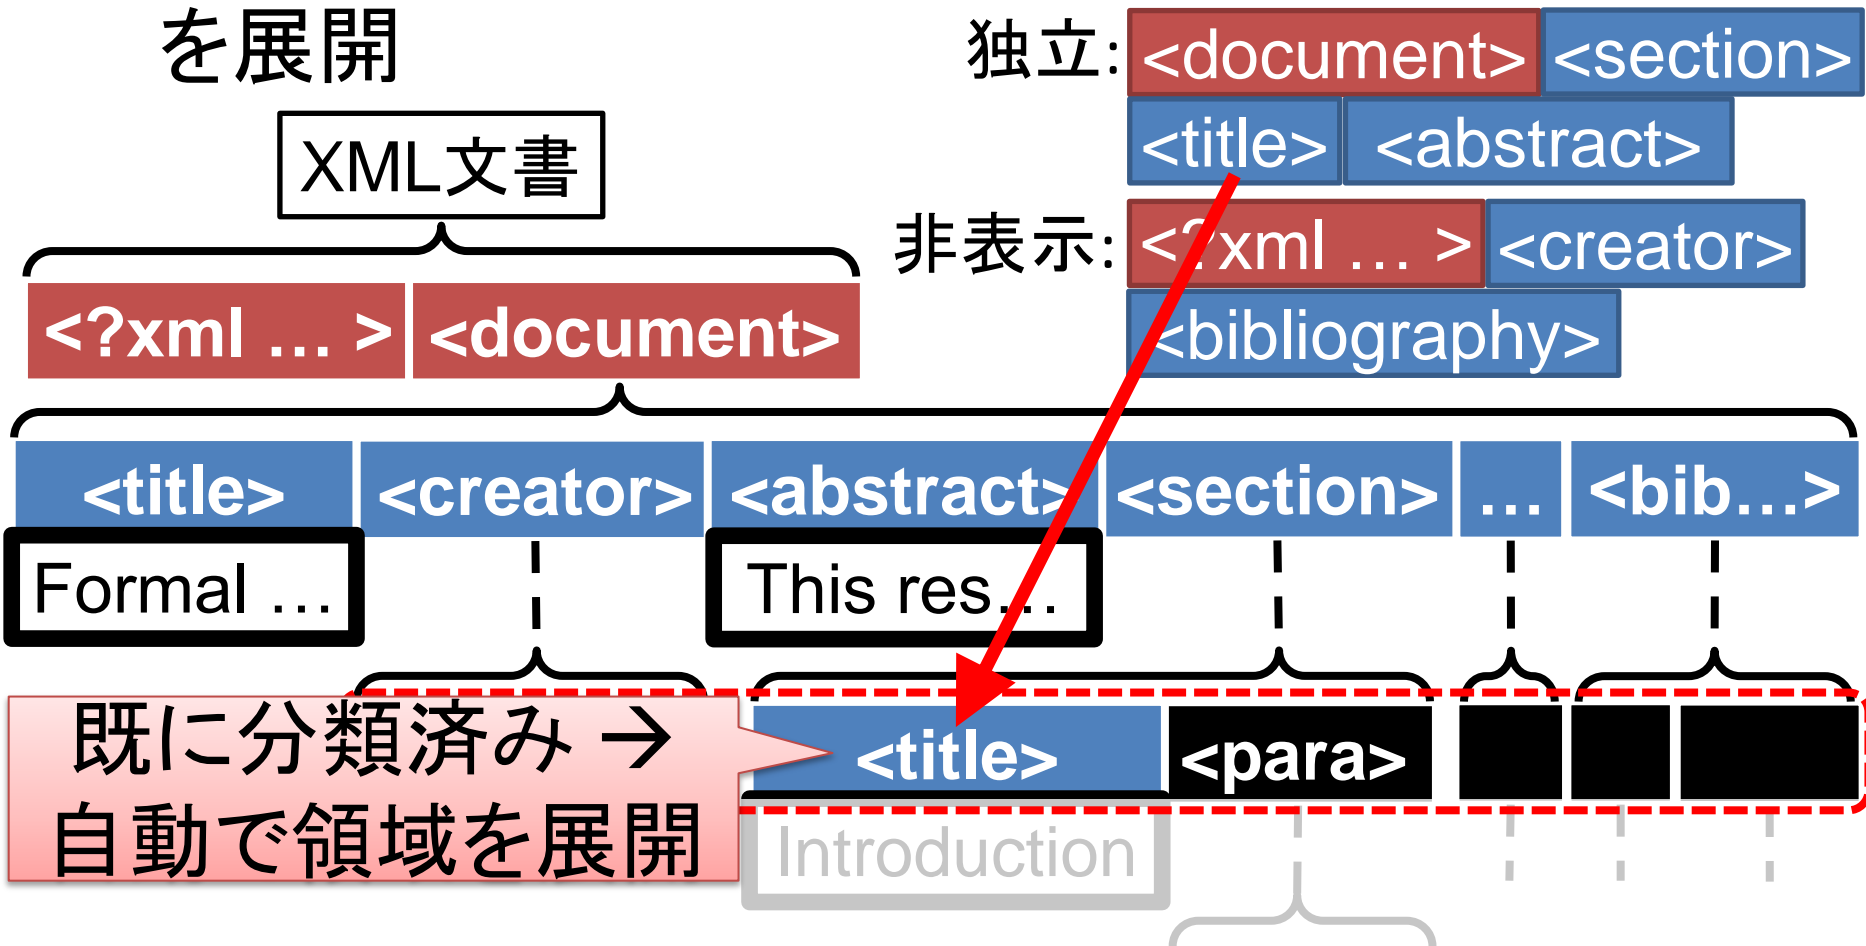 を展開
独立: <document> <section>
<title> <abstract>
XML文書
非表示: <?xml … > <creator>
<bibliography>
<?xml … > <document>
<title> <creator> <abstract> <section> … <bib…>
Formal … This res…
既に分類済み →
自動で領域を展開
<title> <para>
Introduction